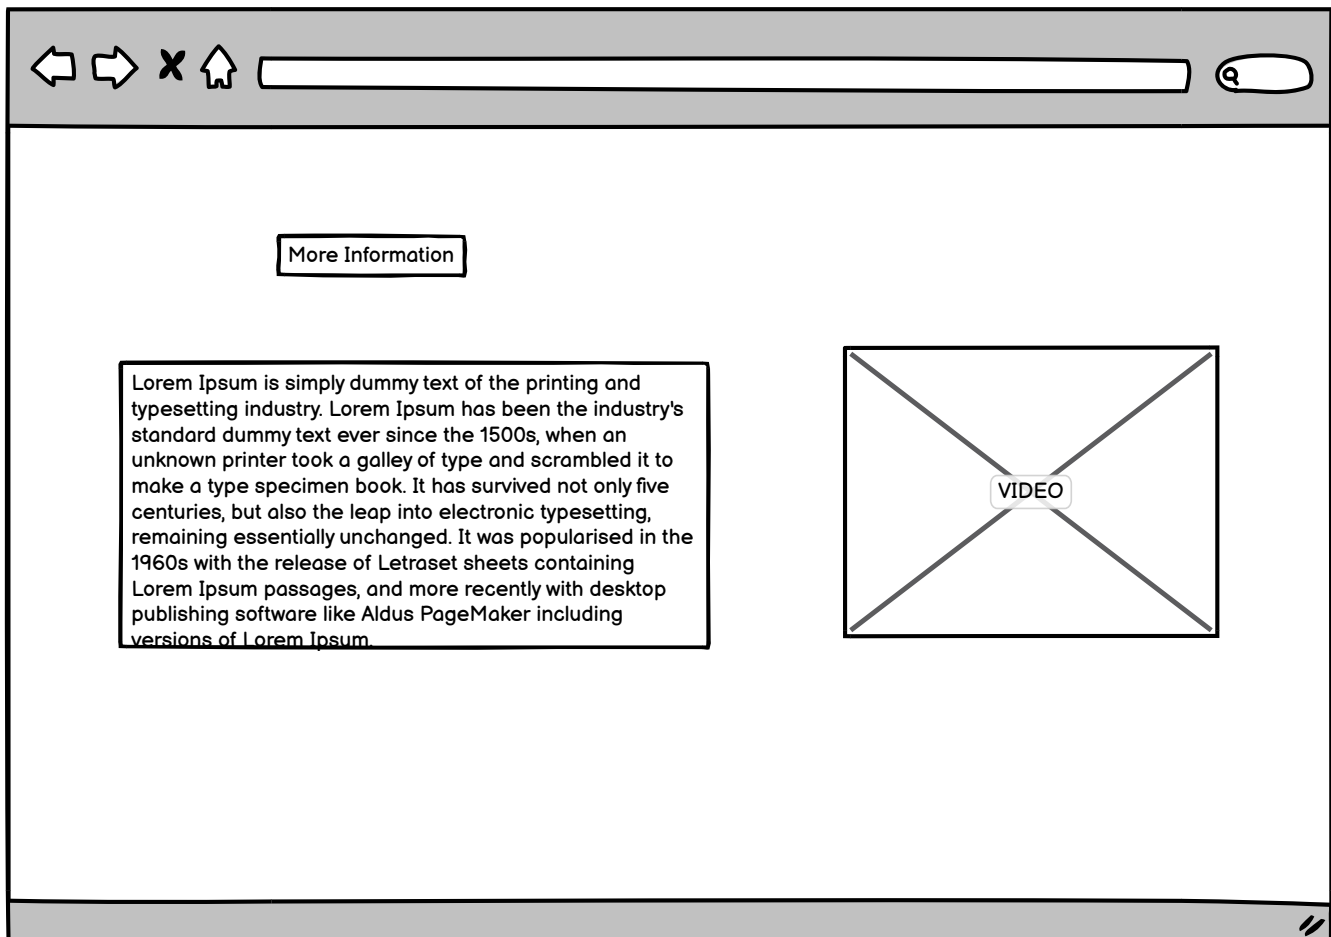 More Information
Lorem Ipsum is simply dummy text of the printing and
typesetting industry. Lorem Ipsum has been the industry's
standard dummy text ever since the 1500s, when an
unknown printer took a galley of type and scrambled it to
make a type specimen book. It has survived not only five
centuries, but also the leap into electronic typesetting,
remaining essentially unchanged. It was popularised in the
1960s with the release of Letraset sheets containing
Lorem Ipsum passages, and more recently with desktop
publishing software like Aldus PageMaker including
versions of Lorem Ipsum.
VIDEO